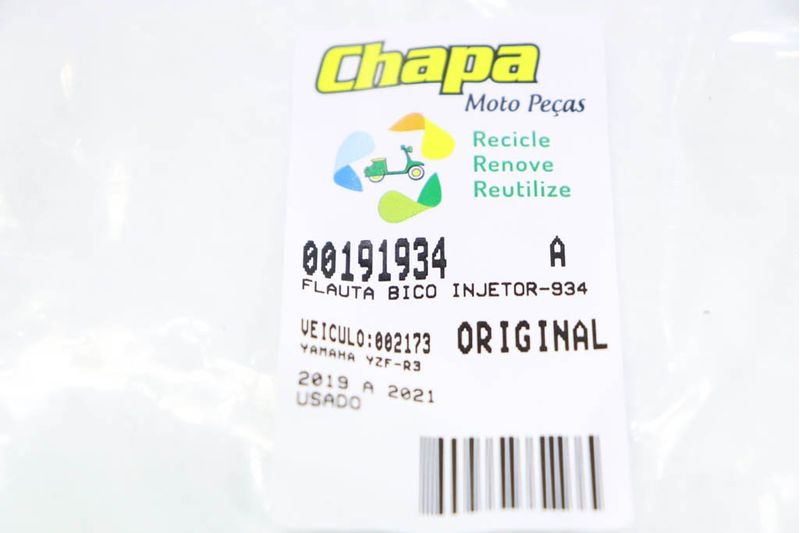 Chapa
Moto Peças
Recicle
Renove
Reutilize
00191934 A
FLAUTA BICO INJETOR-934
VEICULO:002173 ORIGINAL
YAMAHA YZF-R3
2019 A 2021
USADO